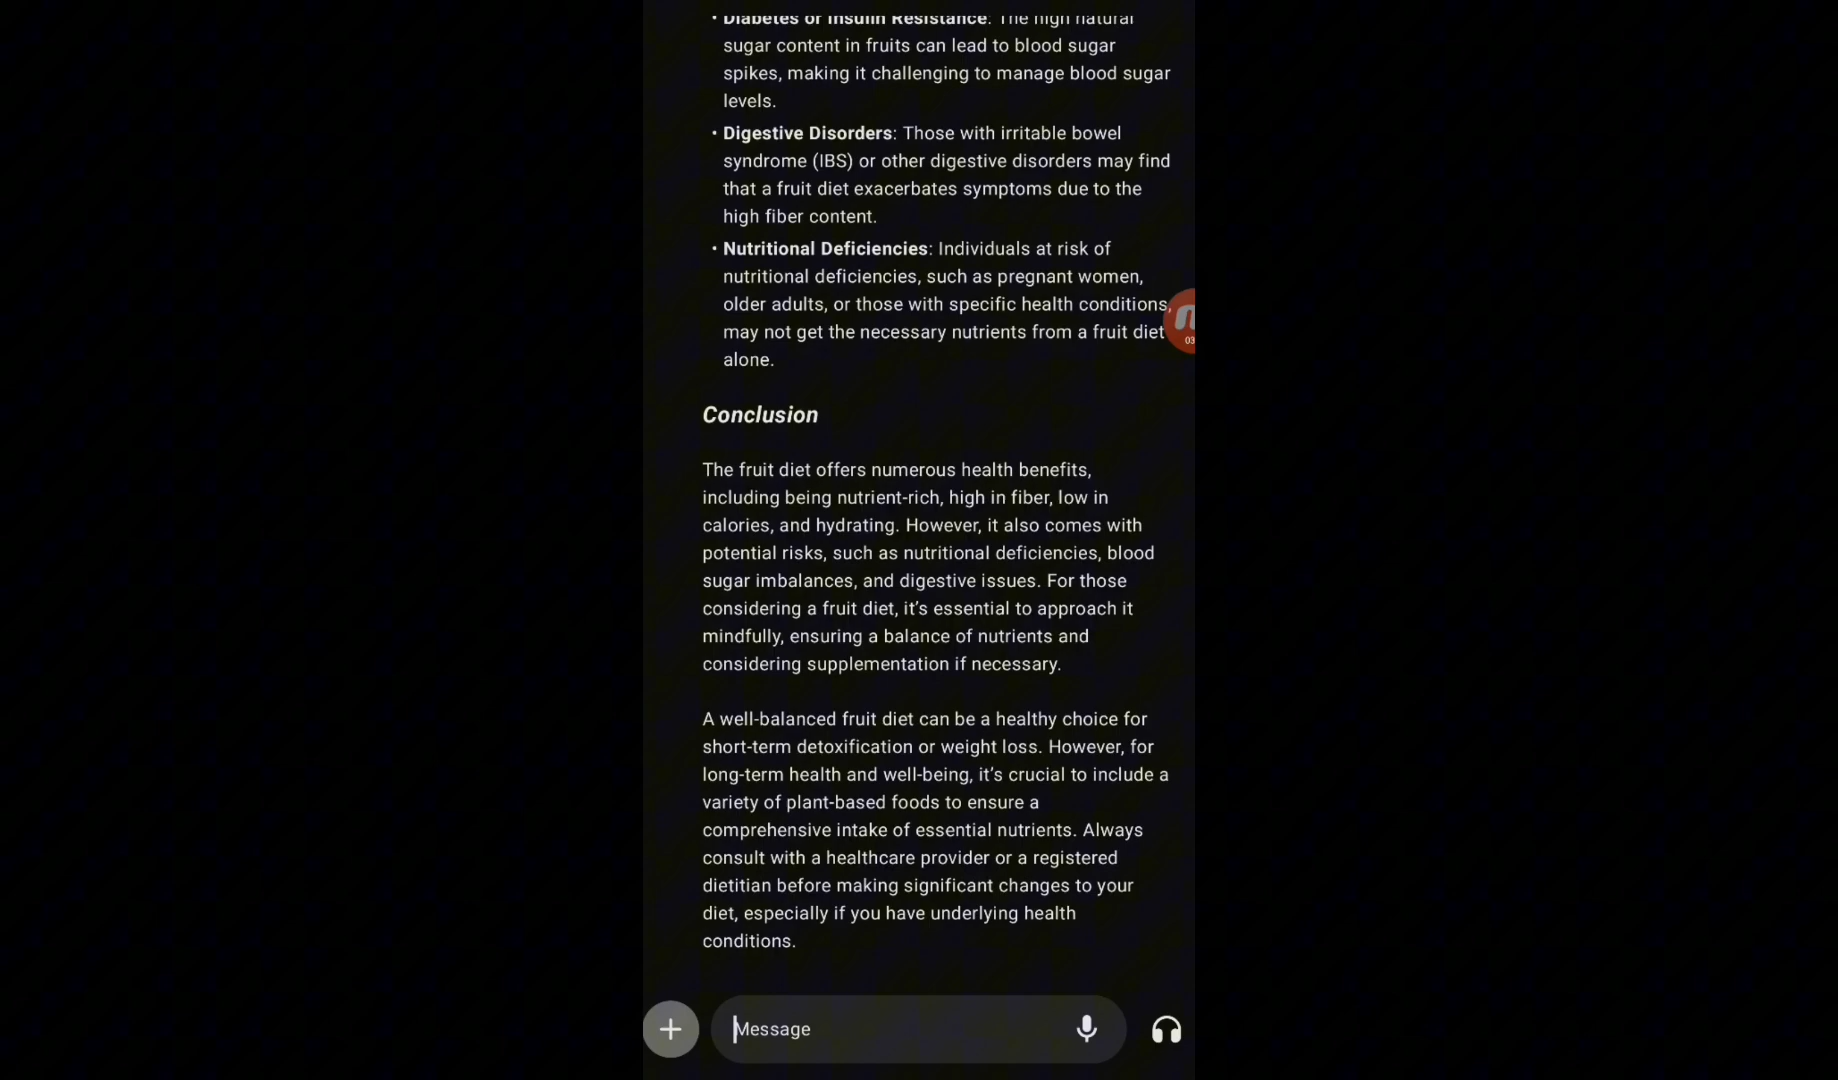 • Diabetes or Insulin Resistance: The high natural
sugar content in fruits can lead to blood sugar
spikes, making it challenging to manage blood sugar
levels.
• Digestive Disorders: Those with irritable bowel
syndrome (IBS) or other digestive disorders may find
that a fruit diet exacerbates symptoms due to the
high fiber content.
• Nutritional Deficiencies: Individuals at risk of
nutritional deficiencies, such as pregnant women,
older adults, or those with specific health conditions,
may not get the necessary nutrients from a fruit diet
03
alone.
Conclusion
The fruit diet offers numerous health benefits,
including being nutrient-rich, high in fiber, low in
calories, and hydrating. However, it also comes with
potential risks, such as nutritional deficiencies, blood
sugar imbalances, and digestive issues. For those
considering a fruit diet, it’s essential to approach it
mindfully, ensuring a balance of nutrients and
considering supplementation if necessary.
A well-balanced fruit diet can be a healthy choice for
short-term detoxification or weight loss. However, for
long-term health and well-being, it’s crucial to include a
variety of plant-based foods to ensure a
comprehensive intake of essential nutrients. Always
consult with a healthcare provider or a registered
dietitian before making significant changes to your
diet, especially if you have underlying health
conditions.
Message